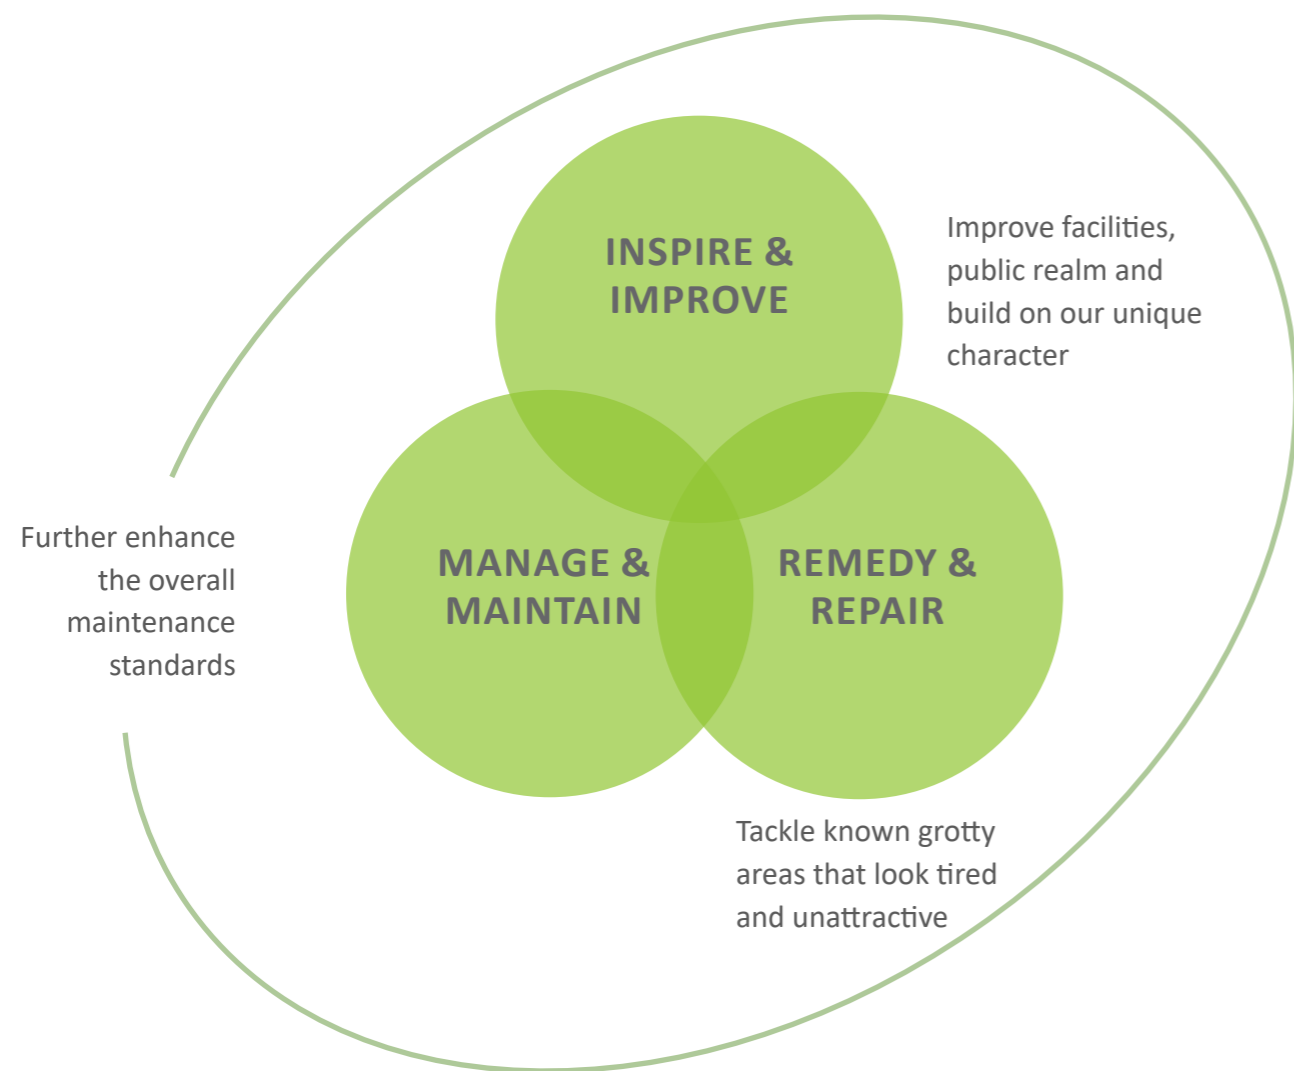 INSPIRE &
IMPROVE
Improve facilities,
public realm and
build on our unique
character
MANAGE &
MAINTAIN
Further enhance
the overall
maintenance
standards
REMEDY &
REPAIR
Tackle known grotty
areas that look tired
and unattractive